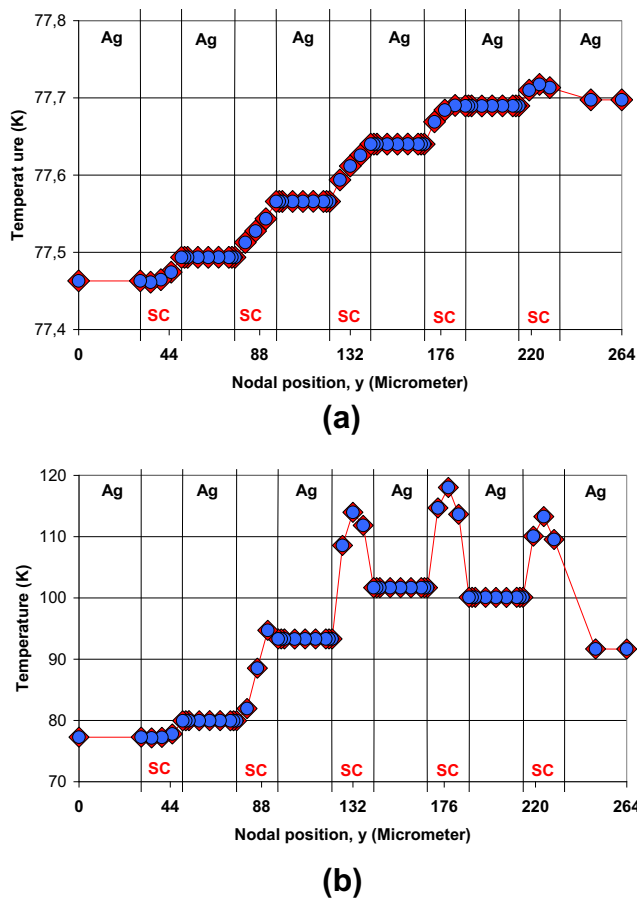 77,8
Ag Ag Ag Ag Ag Ag
77,7
77,6
77,5
77,4
Temperat ure (K)
SC SC SC SC SC
0 44 88 132 176 220 264
Nodal position, y (Micrometer)
(a)
120
Ag Ag Ag Ag Ag Ag
110
100
90
80
70
Temperature (K)
SC SC SC SC SC
0 44 88 132 176 220 264
Nodal position, y (Micrometer)
(b)